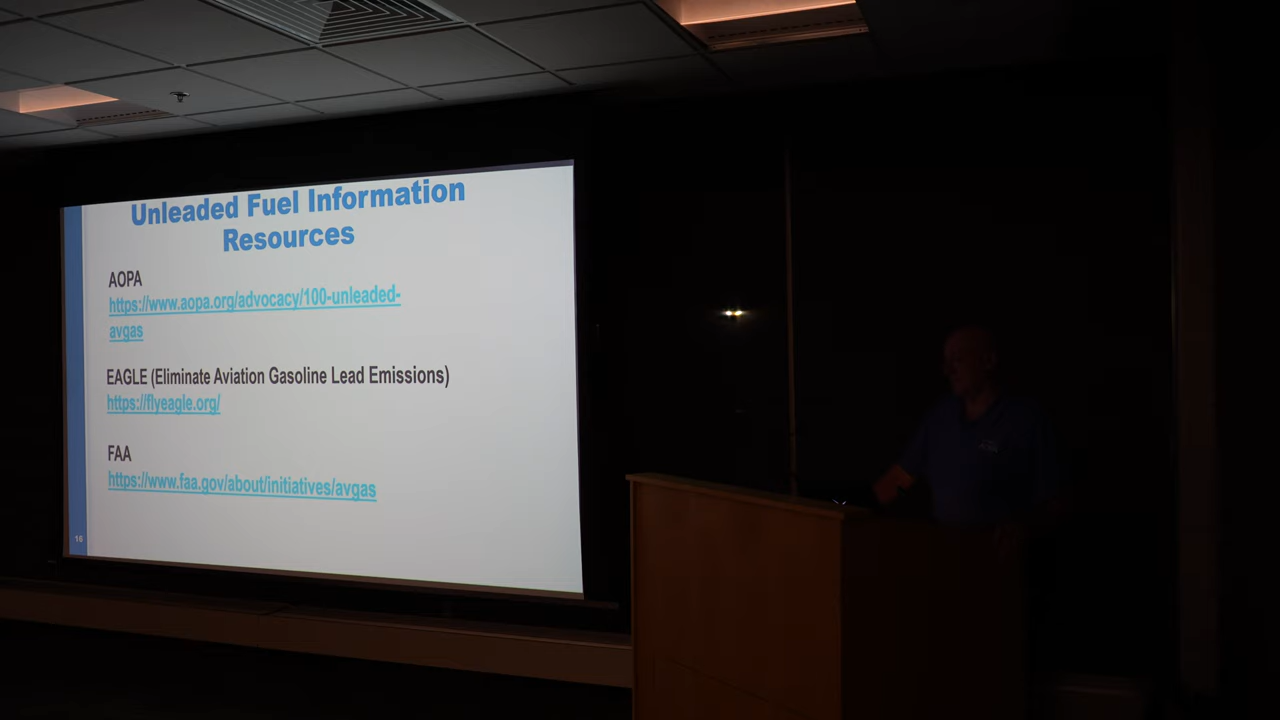 Unleaded Fuel Information
Resources
AOPA
https://www.aopa.org/advocacy/100-unleaded-
avgas
EAGLE (Eliminate Aviation Gasoline Lead Emissions)
https://flyeagle.org/
FAA
https://www.faa.gov/about/initiatives/avgas
16